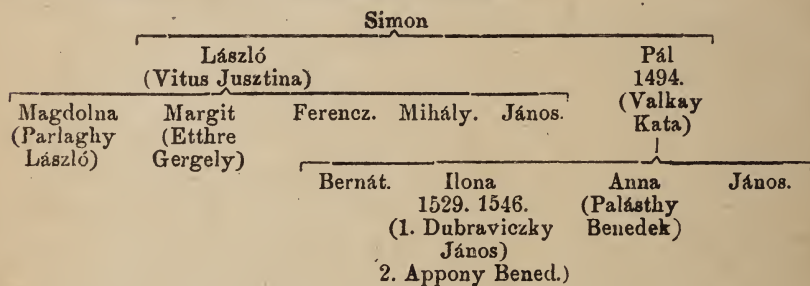 Simon
László Pál
(Vitus Jusztina) 1494.
Magdolna Margit Ferencz. Mihály. János. (Valkay
(Parlaghy (Etthre Kata)
László) Gergely)
Bernát. Ilona Anna János.
1529. 1546. (Palásthy
(1. Dubraviczky Benedek)
János)
2. Appony Bened.)